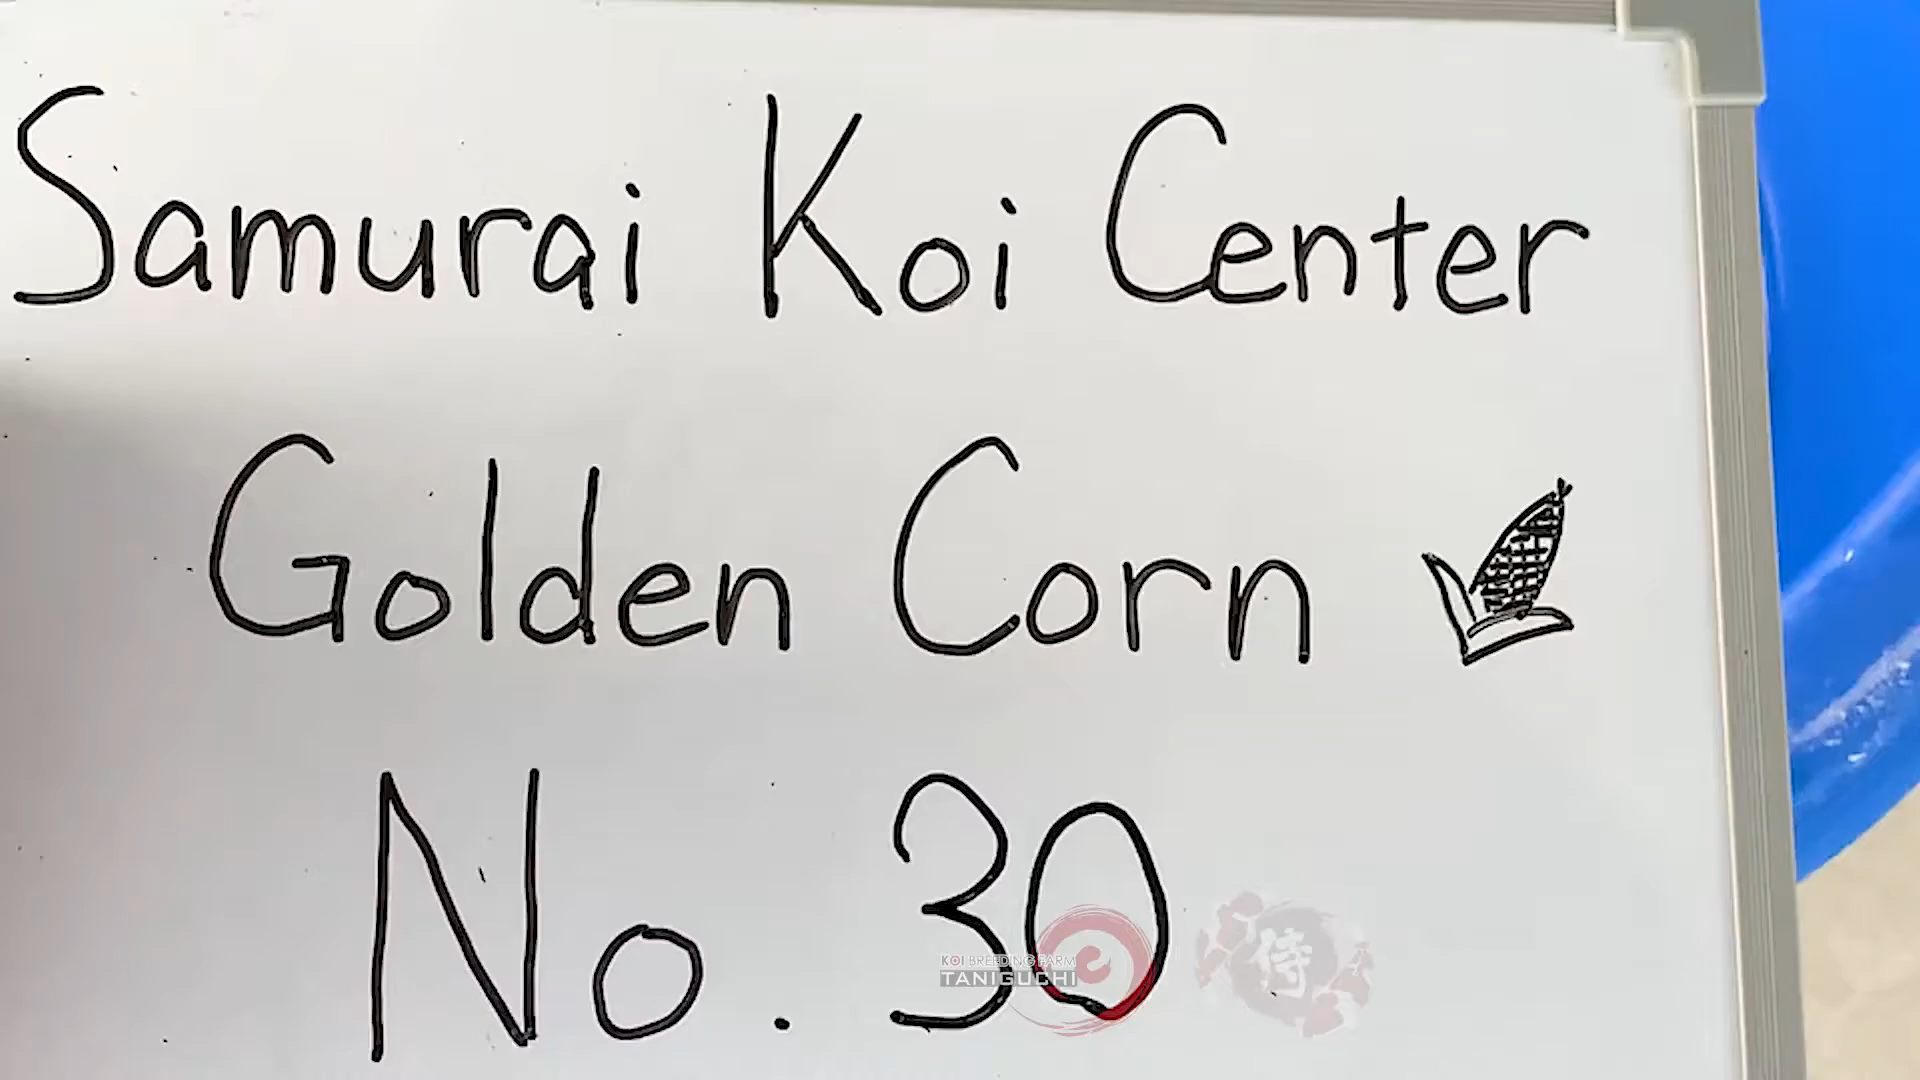 Samurai Koi Center
Golden Corn
No. 30
KOI BREEDING FARM
TANIGUCHI
侍